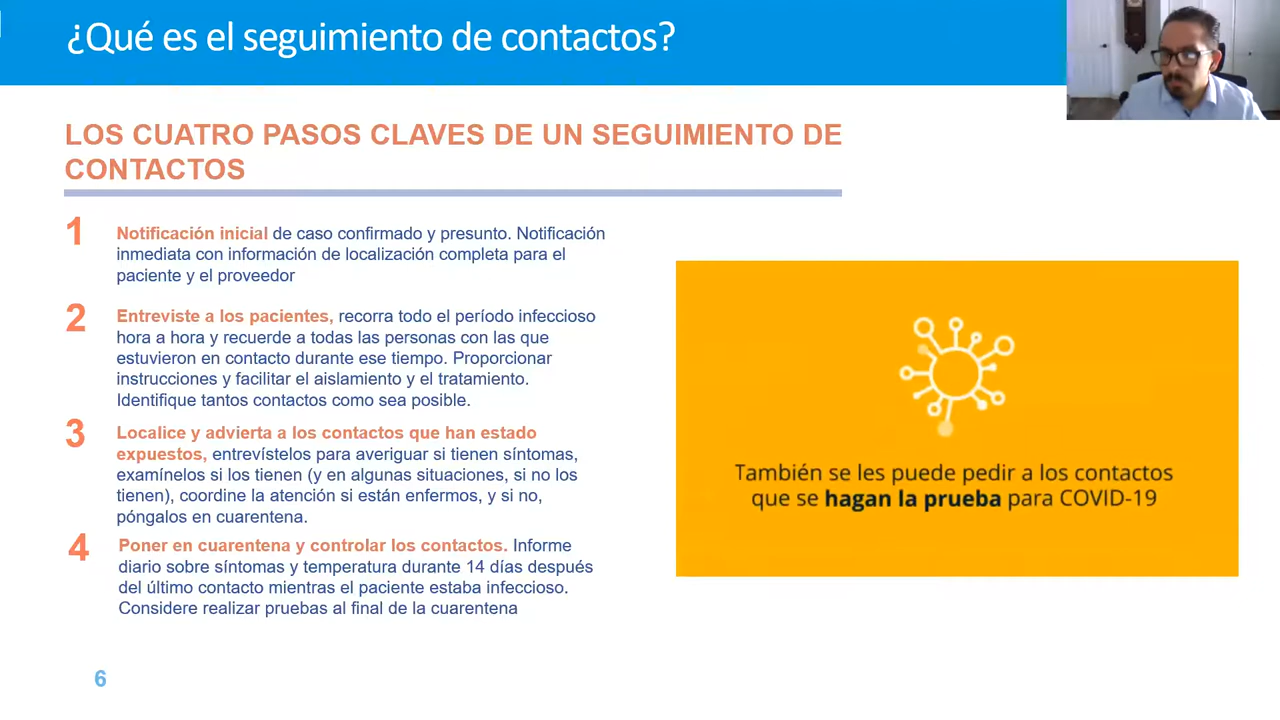 ¿Qué es el seguimiento de contactos?
LOS CUATRO PASOS CLAVES DE UN SEGUIMIENTO DE
CONTACTOS
1
Notificación inicial de caso confirmado y presunto. Notificación
inmediata con información de localización completa para el
paciente y el proveedor
2
Entreviste a los pacientes, recorra todo el período infeccioso
hora a hora y recuerde a todas las personas con las que
estuvieron en contacto durante ese tiempo. Proporcionar
instrucciones y facilitar el aislamiento y el tratamiento.
Identifique tantos contactos como sea posible.
3
Localice y advierta a los contactos que han estado
expuestos, entrevístelos para averiguar si tienen síntomas,
examínelos si los tienen (y en algunas situaciones, si no los
tienen), coordine la atención si están enfermos, y si no,
póngalos en cuarentena.
4
Poner en cuarentena y controlar los contactos. Informe
diario sobre síntomas y temperatura durante 14 días después
del último contacto mientras el paciente estaba infeccioso.
Considere realizar pruebas al final de la cuarentena
También se les puede pedir a los contactos
que se hagan la prueba para COVID-19
6